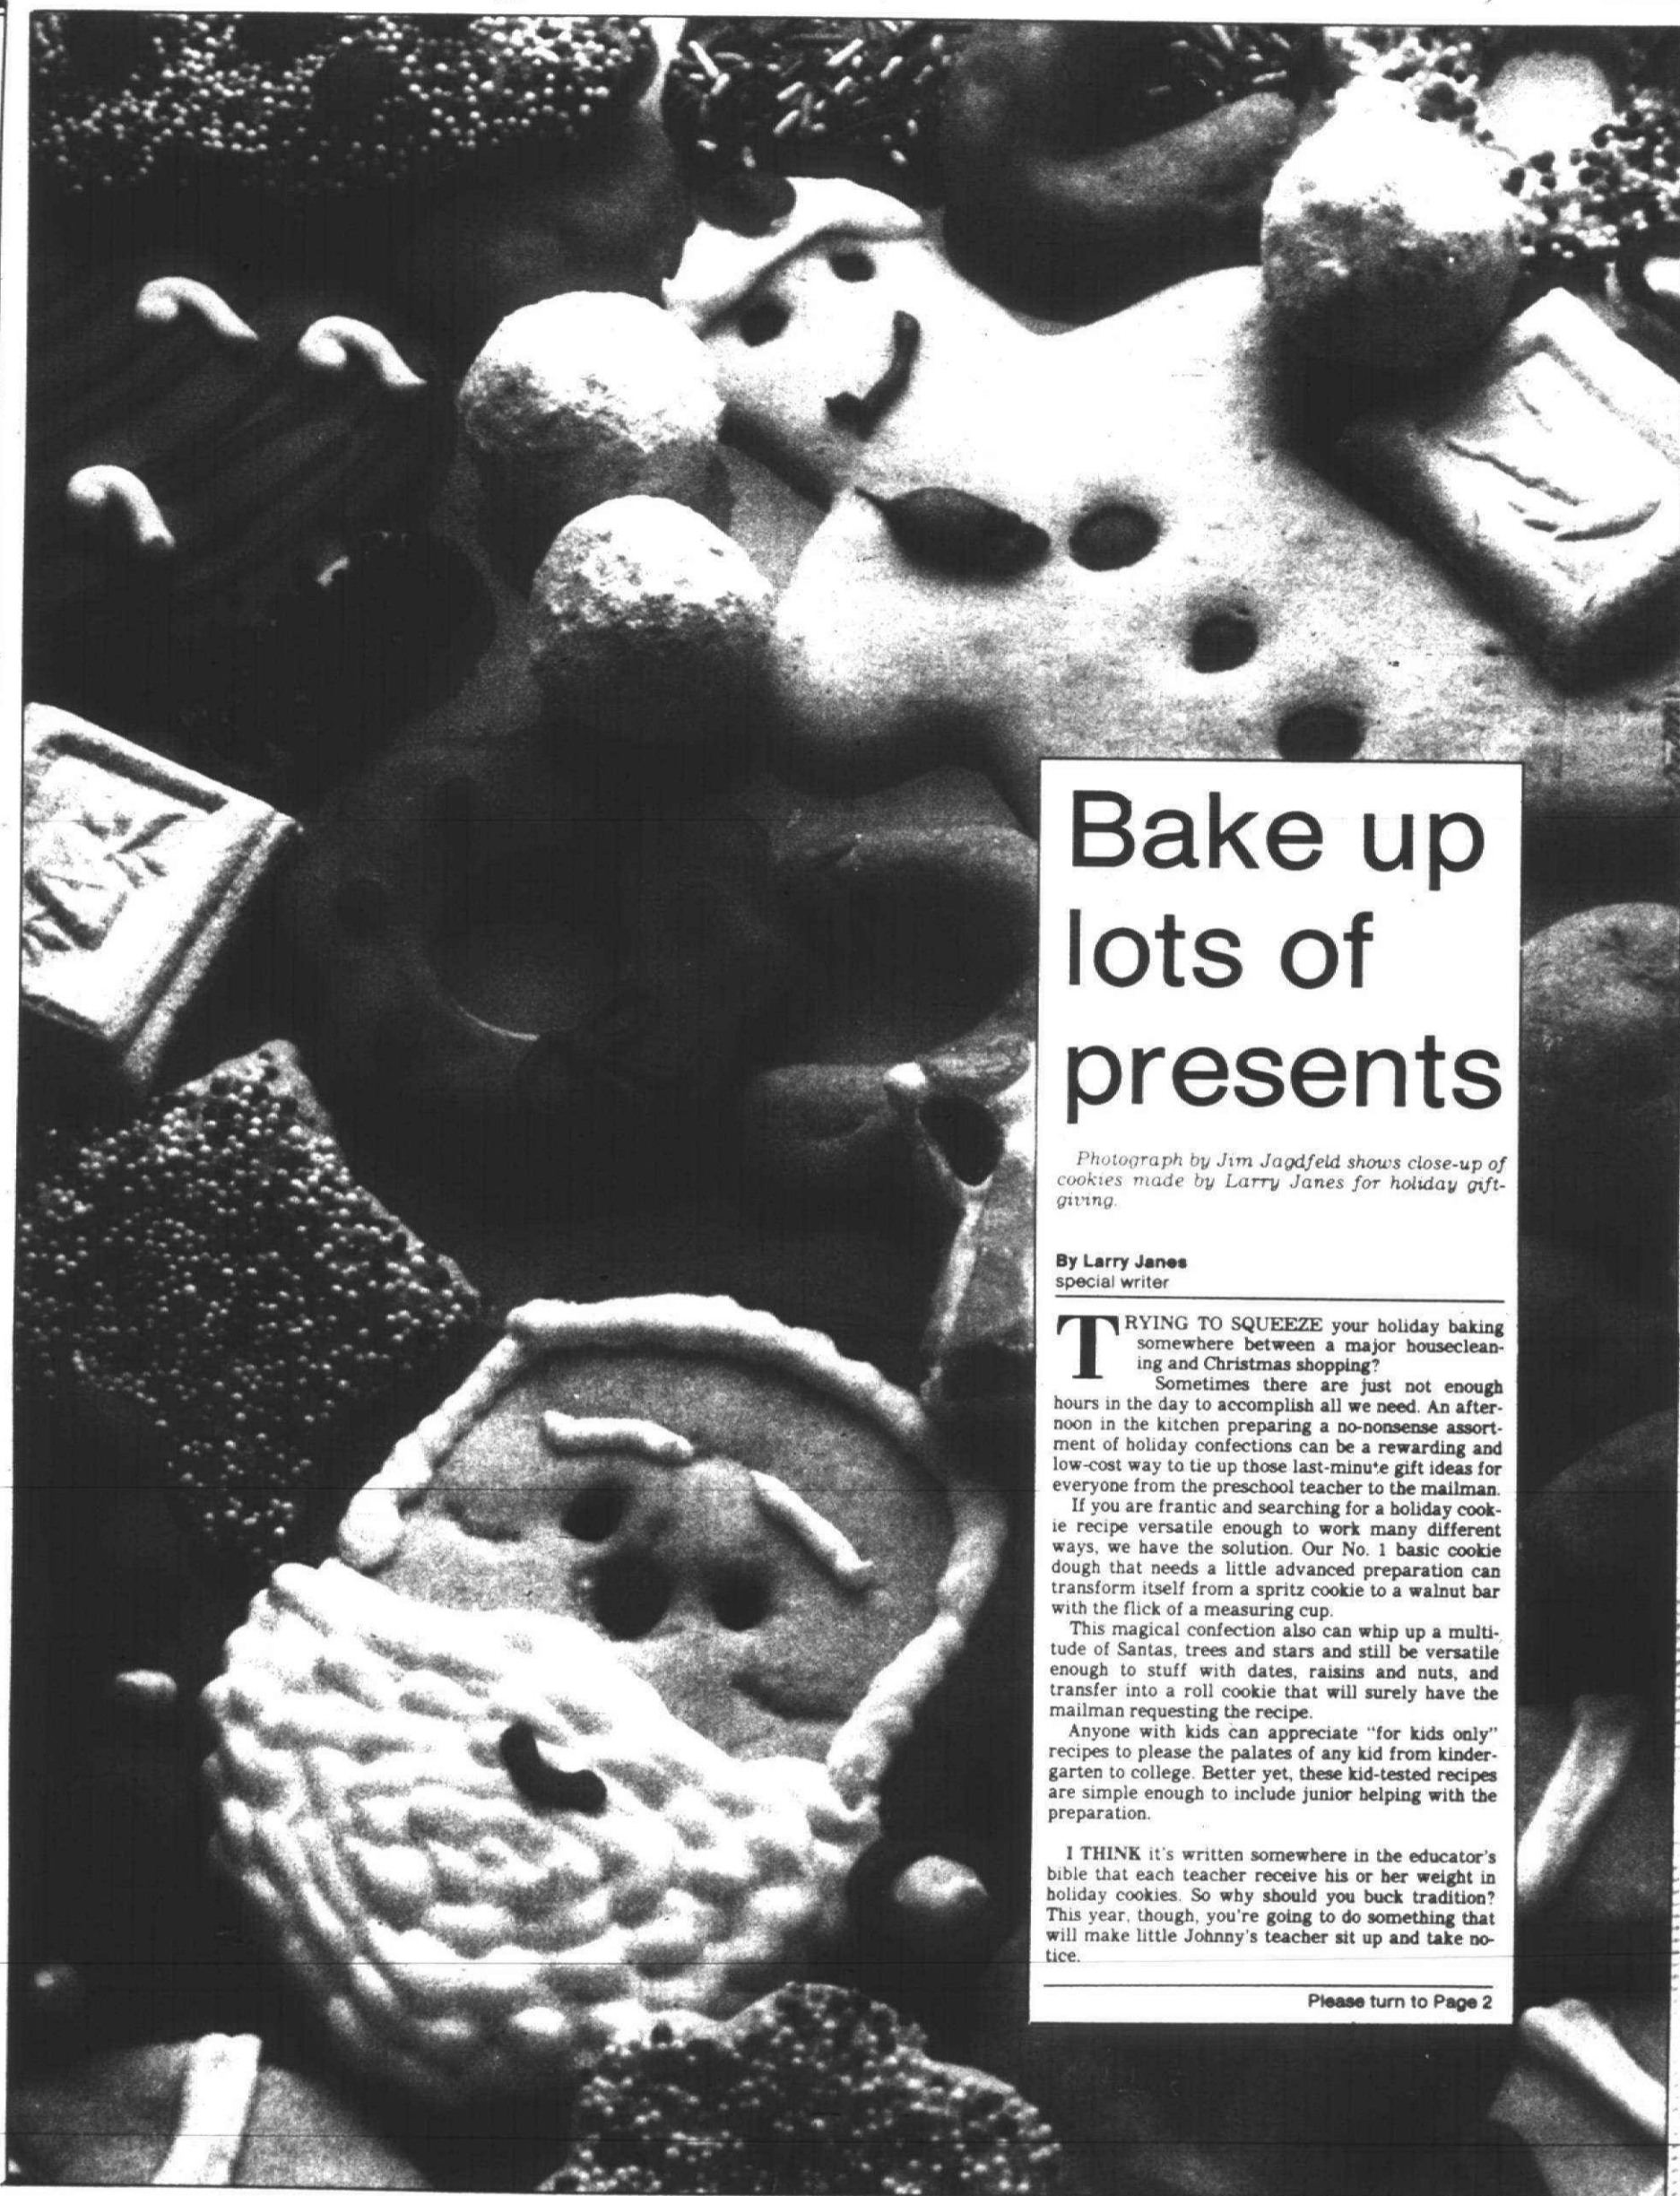 Bake up
lots of
presents
Photograph by Jim Jagdfeld shows close-up of
cookies made by Larry Janes for holiday gift-
giving.
By Larry Janes
special writer
TRYING TO SQUEEZE your holiday baking
somewhere between a major houseclean-
ing and Christmas shopping?
Sometimes there are just not enough
hours in the day to accomplish all we need. An after-
noon in the kitchen preparing a no-nonsense assort-
ment of holiday confections can be a rewarding and
low-cost way to tie up those last-minute gift ideas for
everyone from the preschool teacher to the mailman.
If you are frantic and searching for a holiday cook-
ie recipe versatile enough to work many different
ways, we have the solution. Our No. 1 basic cookie
dough that needs a little advanced preparation can
transform itself from a spritz cookie to a walnut bar
with the flick of a measuring cup.
This magical confection also can whip up a multi-
tude of Santas, trees and stars and still be versatile
enough to stuff with dates, raisins and nuts, and
transfer into a roll cookie that will surely have the
mailman requesting the recipe.
Anyone with kids can appreciate "for kids only"
recipes to please the palates of any kid from kinder-
garten to college. Better yet, these kid-tested recipes
are simple enough to include junior helping with the
preparation.
I THINK it's written somewhere in the educator's
bible that each teacher receive his or her weight in
holiday cookies. So why should you buck tradition?
This year, though, you're going to do something that
will make little Johnny's teacher sit up and take no-
tice.
Please turn to Page 2